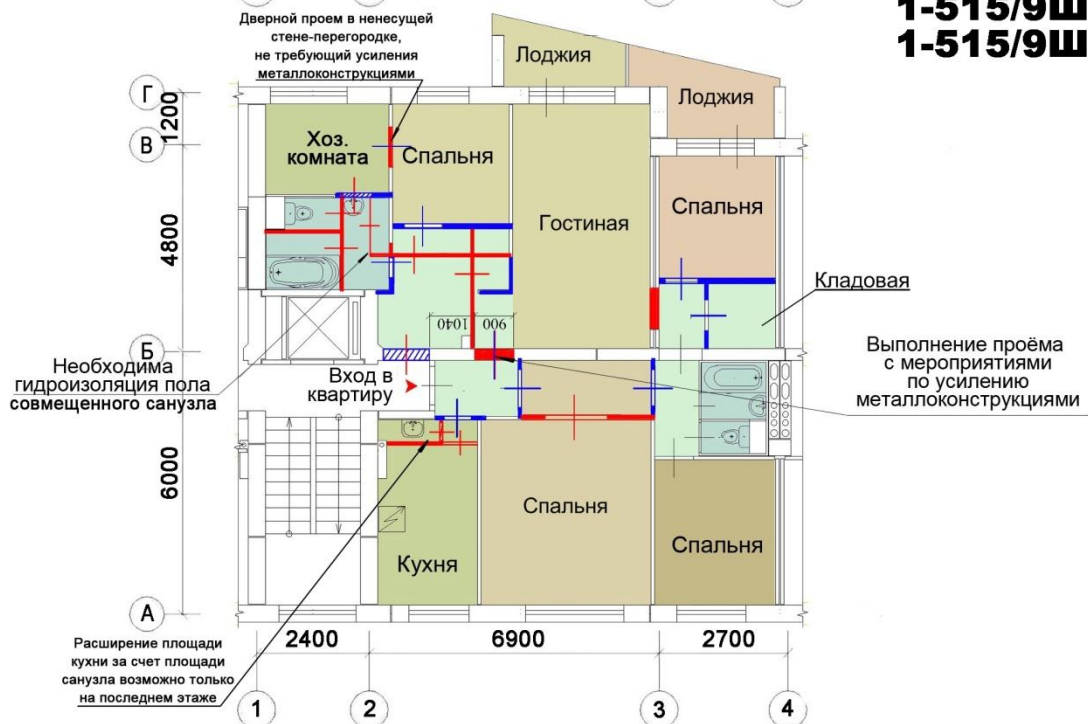 1-515/9Ш
1-515/9Ш
Дверной проем в ненесущей
стене-перегородке,
не требующий усиления
металлоконструкциями
Лоджия
Лоджия
Г
1200
В
Хоз.
комната
Спальня
Гостиная
Спальня
4800
Кладовая
1040
900
Б
Необходима
гидроизоляция пола
совмещенного санузла
Вход в
квартиру
Выполнение проёма
с мероприятиями
по усилению
металлоконструкциями
6000
Спальня
Спальня
Кухня
А
Расширение площади
кухни за счет площади
санузла возможно только
на последнем этаже
2400
6900
2700
1
2
3
4